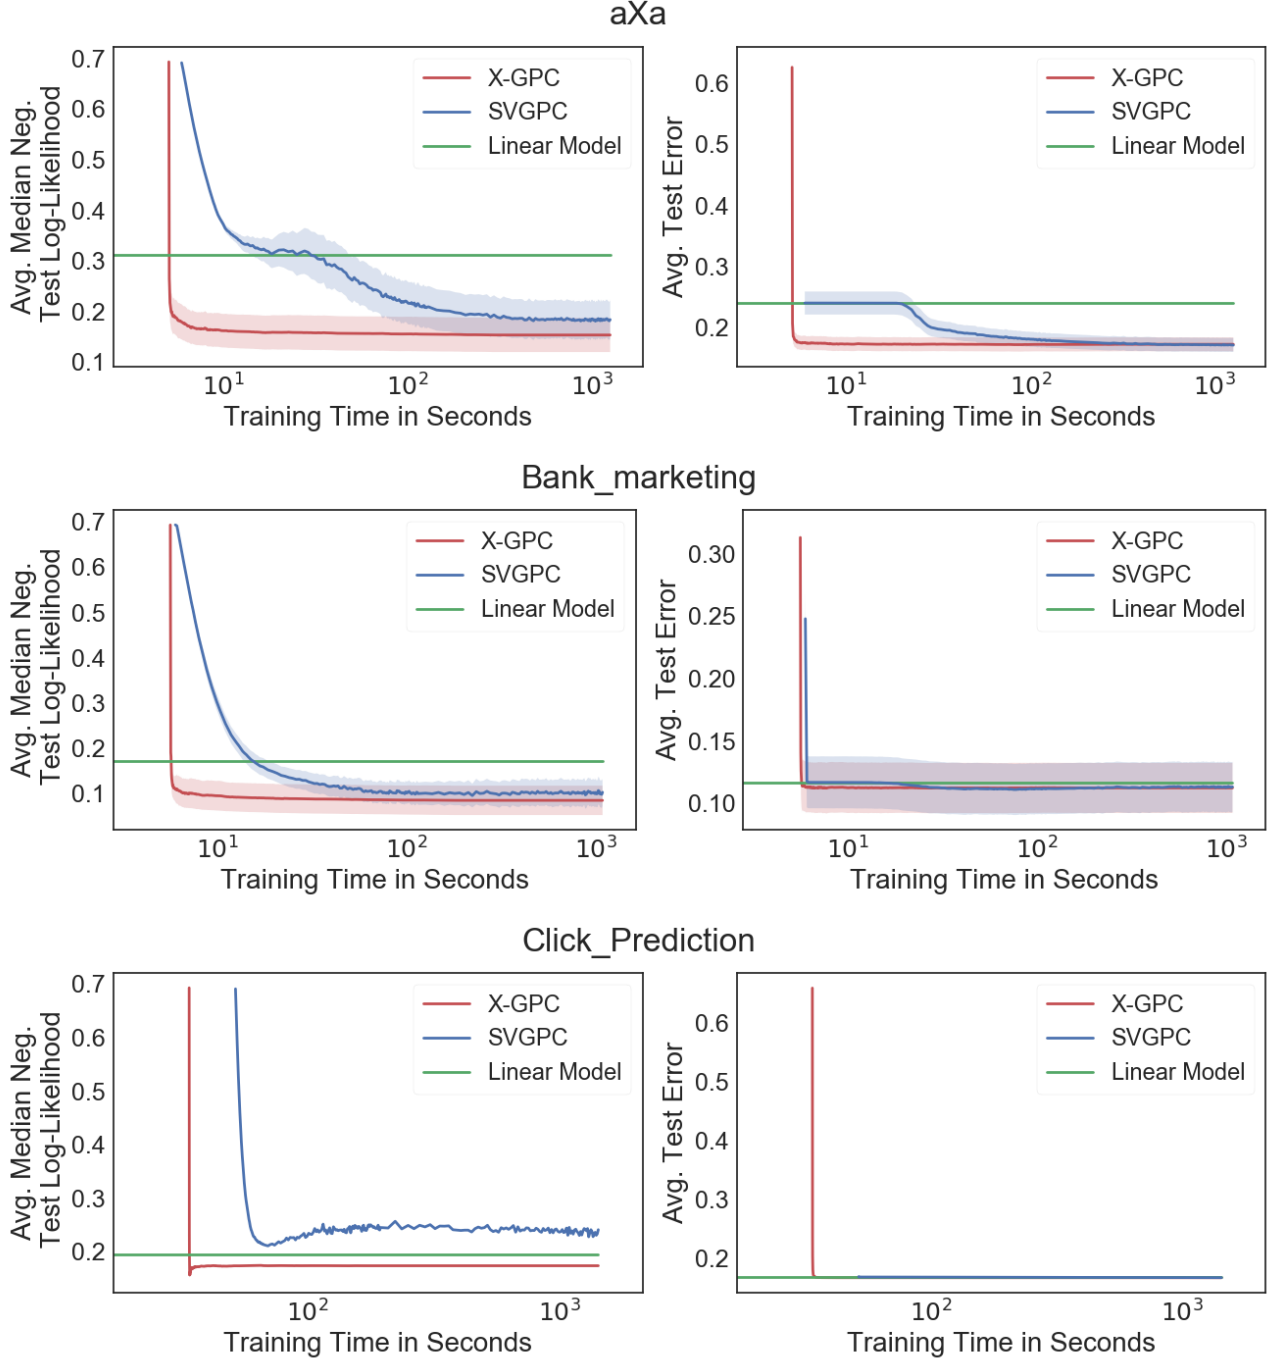 aXa
Avg. Median Neg.
Test Log-Likelihood
0.7
0.6
0.5
0.4
0.3
0.2
0.1
X-GPC
SVGPC
Linear Model
10^1
10^2
10^3
Training Time in Seconds
Avg. Test Error
0.6
0.5
0.4
0.3
0.2
X-GPC
SVGPC
Linear Model
10^1
10^2
10^3
Training Time in Seconds
Bank_marketing
Avg. Median Neg.
Test Log-Likelihood
0.7
0.6
0.5
0.4
0.3
0.2
0.1
X-GPC
SVGPC
Linear Model
10^1
10^2
10^3
Training Time in Seconds
Avg. Test Error
0.30
0.25
0.20
0.15
0.10
X-GPC
SVGPC
Linear Model
10^1
10^2
10^3
Training Time in Seconds
Click_Prediction
Avg. Median Neg.
Test Log-Likelihood
0.7
0.6
0.5
0.4
0.3
0.2
X-GPC
SVGPC
Linear Model
10^2
10^3
Training Time in Seconds
Avg. Test Error
0.6
0.5
0.4
0.3
0.2
X-GPC
SVGPC
Linear Model
10^2
10^3
Training Time in Seconds